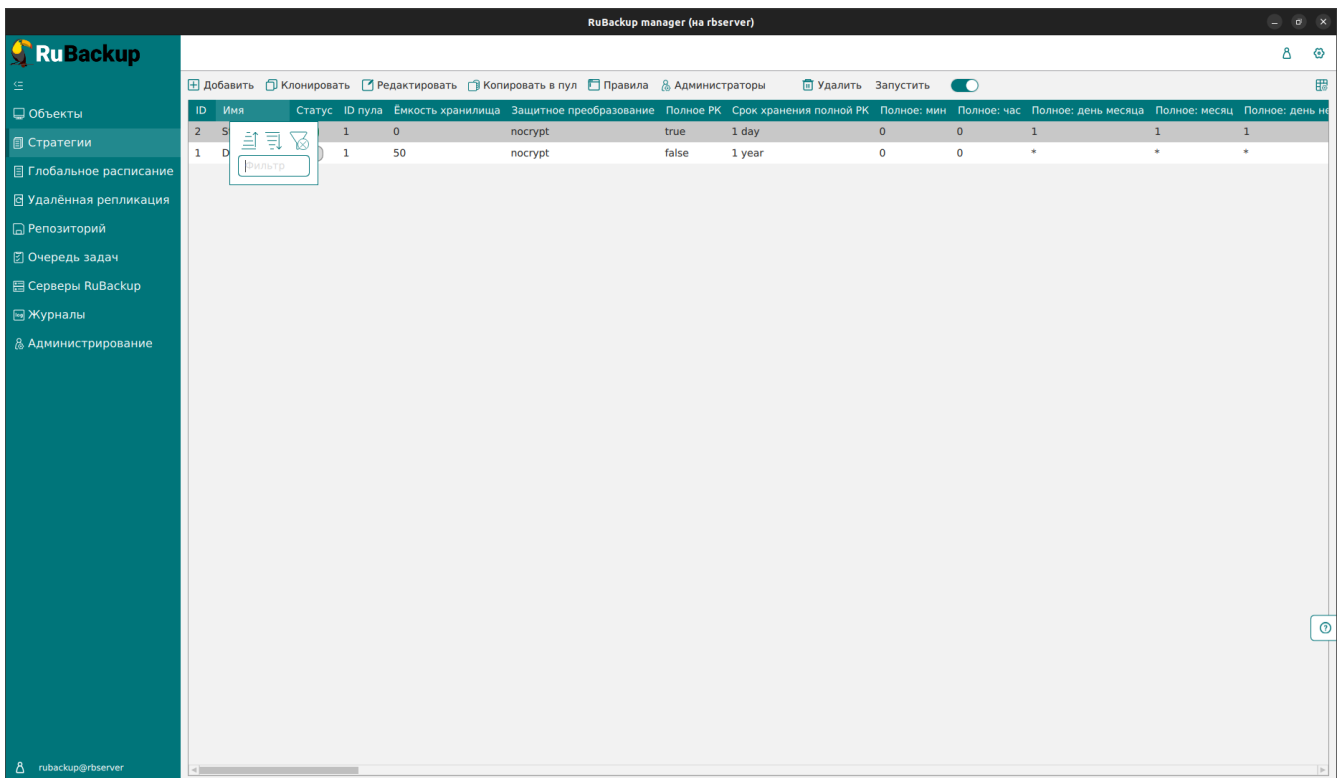 RuBackup manager (на rbserver)
RuBackup
Добавить Клонировать Редактировать Копировать в пул Правила Администраторы Удалить Запустить
Объекты
Стратегии
Глобальное расписание
Удалённая репликация
Репозиторий
Очередь задач
Серверы RuBackup
Журналы
Администрирование
rubackup@rbserver
ID Имя Статус ID пула Ёмкость хранилища Защитное преобразование Полное РК Срок хранения полной РК Полное: мин Полное: час Полное: день месяца Полное: месяц Полное: день не
2 S 1 0 nocrypt true 1 day 0 0 1 1 1
1 D 1 50 nocrypt false 1 year 0 0 * * *
Фильтр